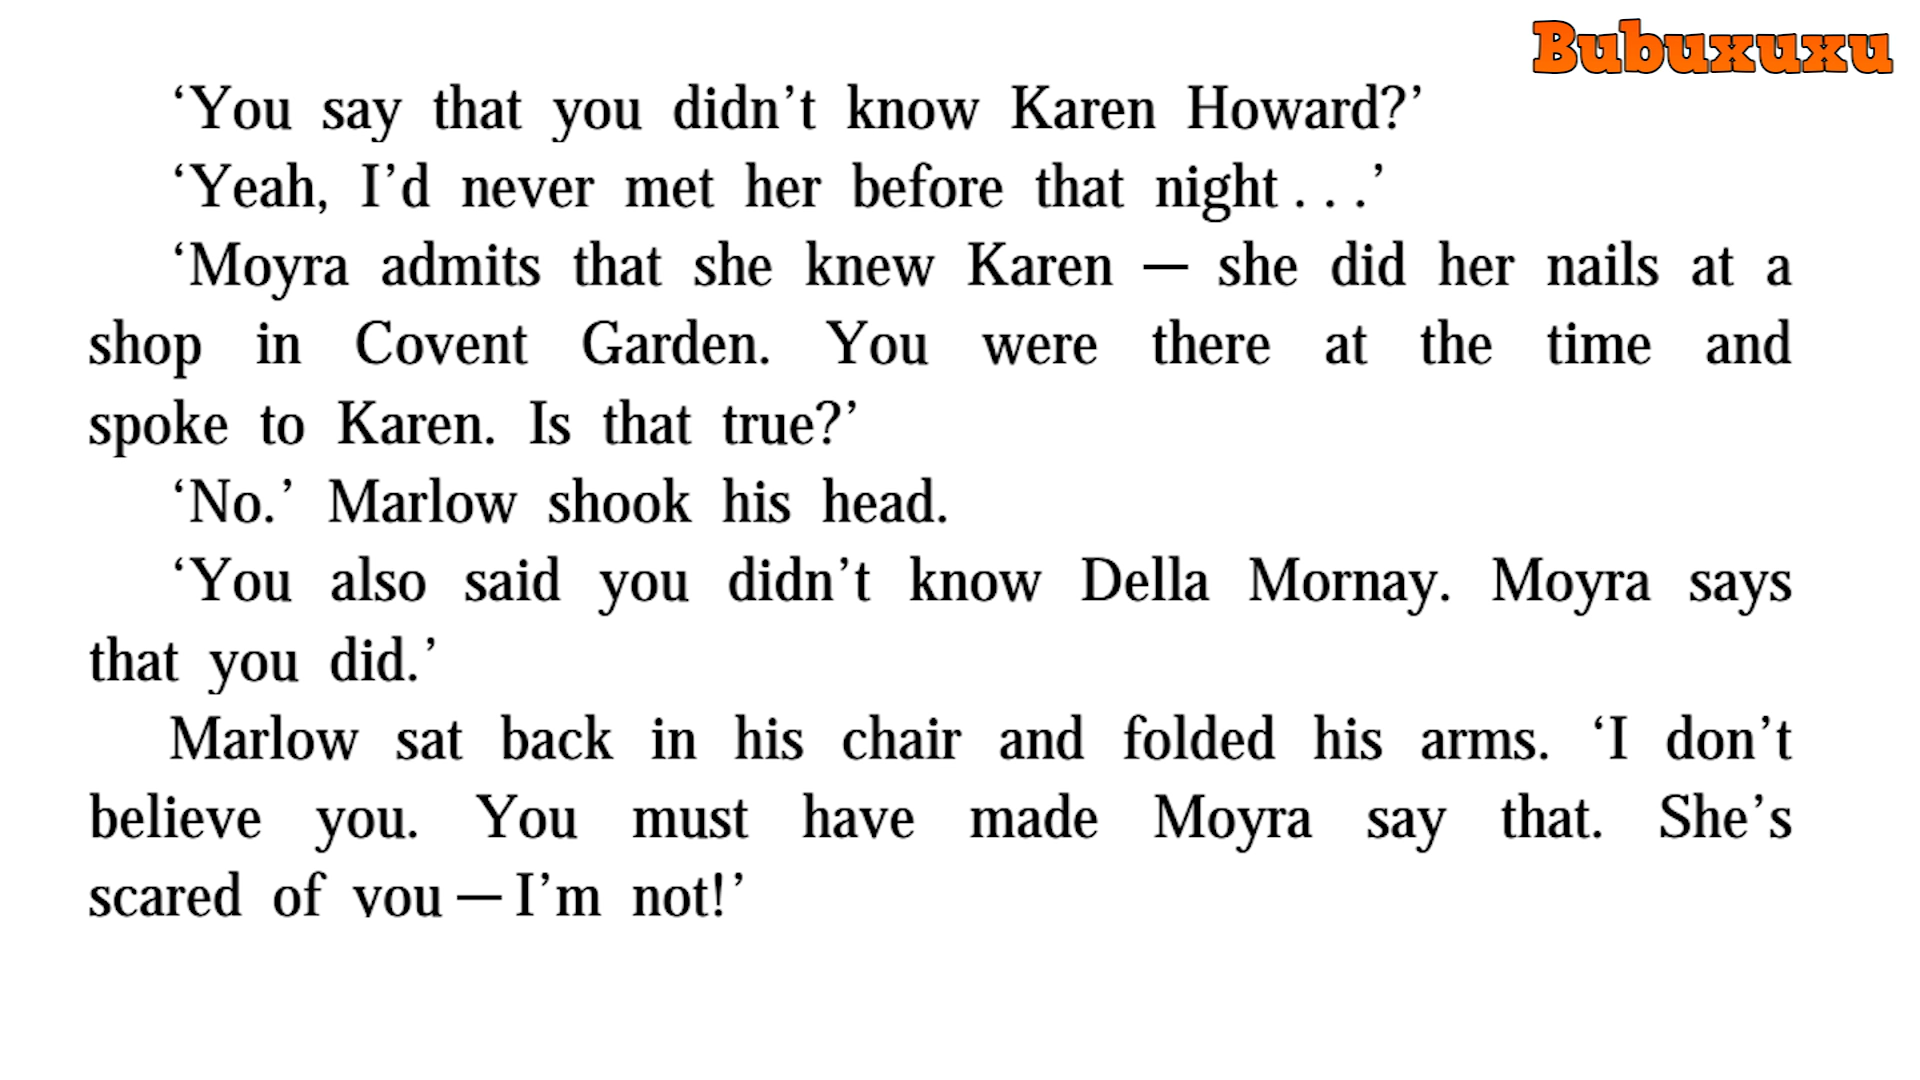 Bubuxuxu
‘You say that you didn’t know Karen Howard?’
‘Yeah, I’d never met her before that night . . .’
‘Moyra admits that she knew Karen — she did her nails at a
shop in Covent Garden. You were there at the time and
spoke to Karen. Is that true?’
‘No.’ Marlow shook his head.
‘You also said you didn’t know Della Mornay. Moyra says
that you did.’
Marlow sat back in his chair and folded his arms. ‘I don’t
believe you. You must have made Moyra say that. She’s
scared of you — I’m not!’